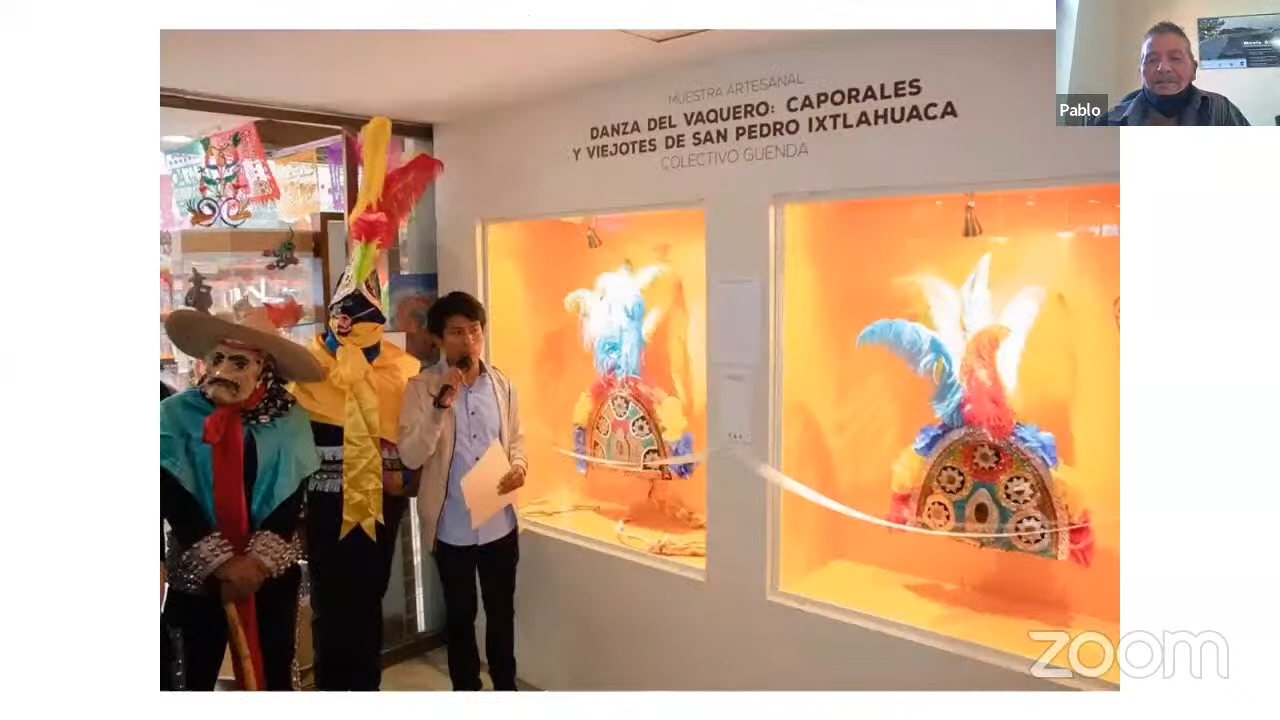 MUESTRA ARTESANAL
DANZA DEL VAQUERO: CAPORALES
Y VIEJOTES DE SAN PEDRO IXTLAHUACA
COLECTIVO GUENDA
Pablo
zoom